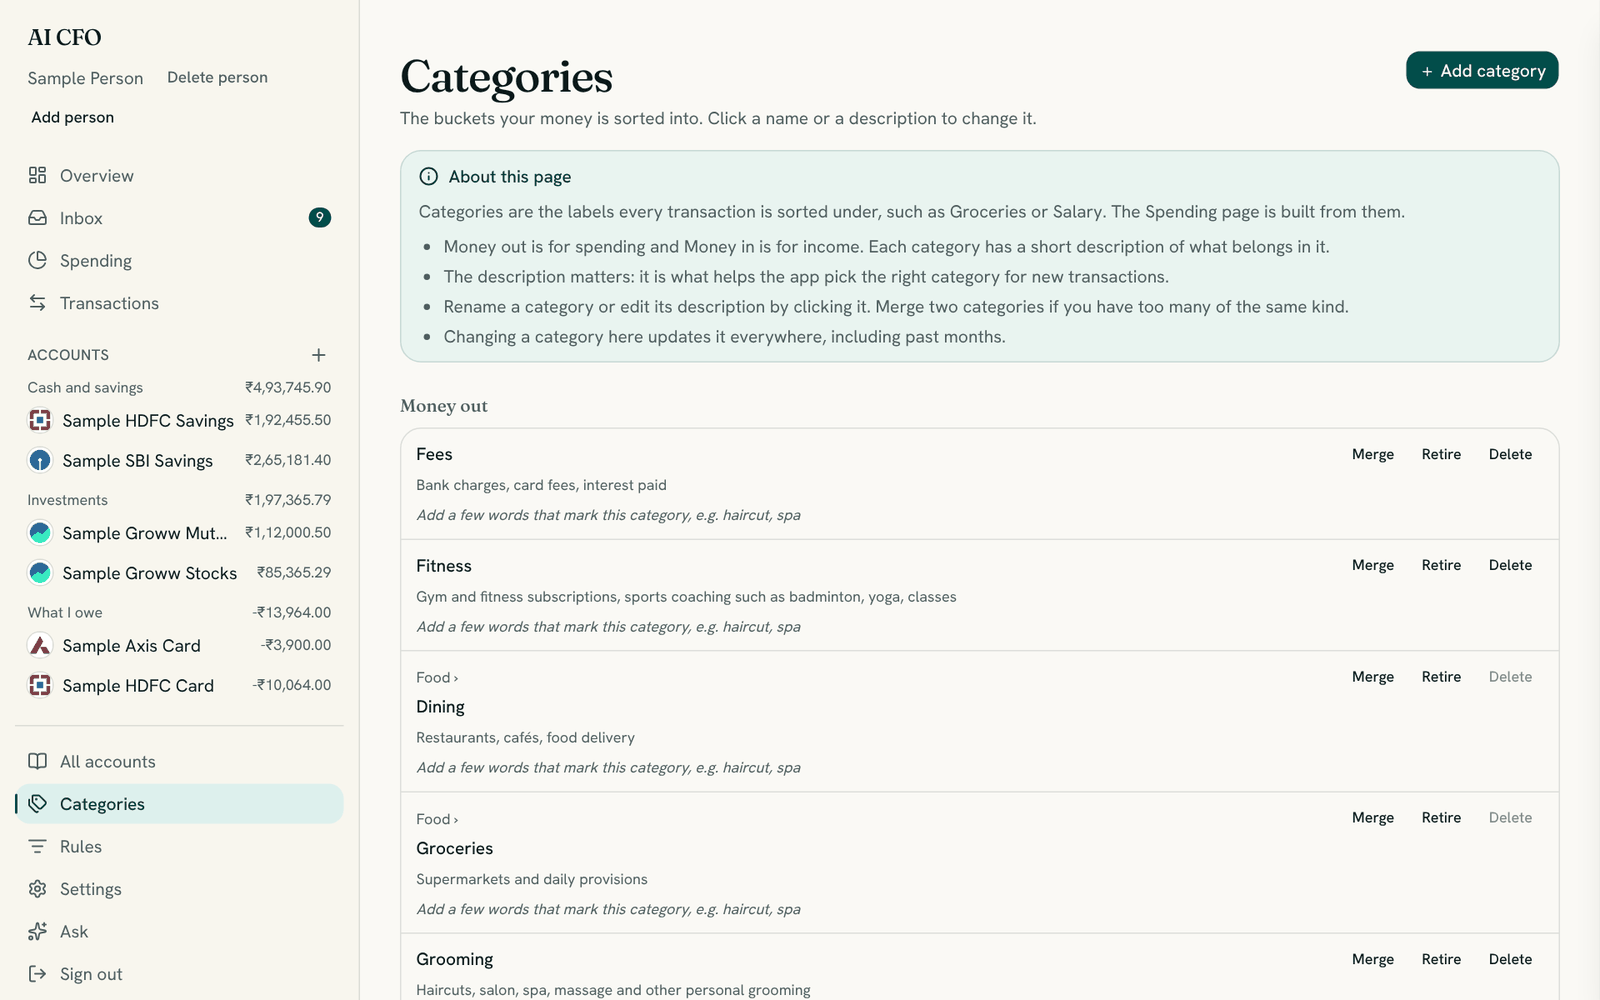 AI CFO
Sample Person Delete person
Add person
Overview
Inbox 9
Spending
Transactions
ACCOUNTS
Cash and savings ₹4,93,745.90
Sample HDFC Savings ₹1,92,455.50
Sample SBI Savings ₹2,65,181.40
Investments ₹1,97,365.79
Sample Groww Mut... ₹1,12,000.50
Sample Groww Stocks ₹85,365.29
What I owe -₹13,964.00
Sample Axis Card -₹3,900.00
Sample HDFC Card -₹10,064.00
All accounts
Categories
Rules
Settings
Ask
Sign out
Categories
+ Add category
The buckets your money is sorted into. Click a name or a description to change it.
About this page
Categories are the labels every transaction is sorted under, such as Groceries or Salary. The Spending page is built from them.
• Money out is for spending and Money in is for income. Each category has a short description of what belongs in it.
• The description matters: it is what helps the app pick the right category for new transactions.
• Rename a category or edit its description by clicking it. Merge two categories if you have too many of the same kind.
• Changing a category here updates it everywhere, including past months.
Money out
Fees Merge Retire Delete
Bank charges, card fees, interest paid
Add a few words that mark this category, e.g. haircut, spa
Fitness Merge Retire Delete
Gym and fitness subscriptions, sports coaching such as badminton, yoga, classes
Add a few words that mark this category, e.g. haircut, spa
Food › Merge Retire Delete
Dining
Restaurants, cafés, food delivery
Add a few words that mark this category, e.g. haircut, spa
Food › Merge Retire Delete
Groceries
Supermarkets and daily provisions
Add a few words that mark this category, e.g. haircut, spa
Grooming Merge Retire Delete
Haircuts, salon, spa, massage and other personal grooming